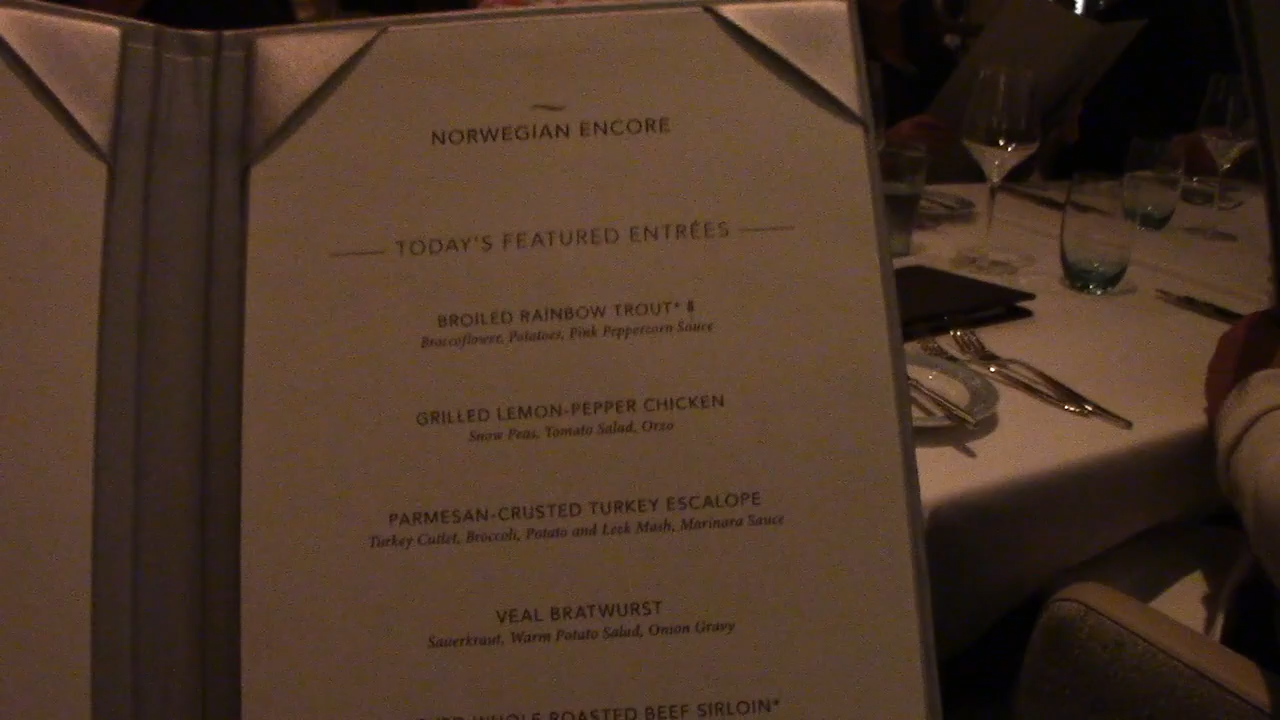 NORWEGIAN ENCORE
TODAY'S FEATURED ENTRÉES
BROILED RAINBOW TROUT*
Broccoflower, Potatoes, Pink Peppercorn Sauce
GRILLED LEMON-PEPPER CHICKEN
Snow Peas, Tomato Salad, Orzo
PARMESAN-CRUSTED TURKEY ESCALOPE
Turkey Cutlet, Broccoli, Potato and Leek Mash, Marinara Sauce
VEAL BRATWURST
Sauerkraut, Warm Potato Salad, Onion Gravy
WHOLE ROASTED BEEF SIRLOIN*